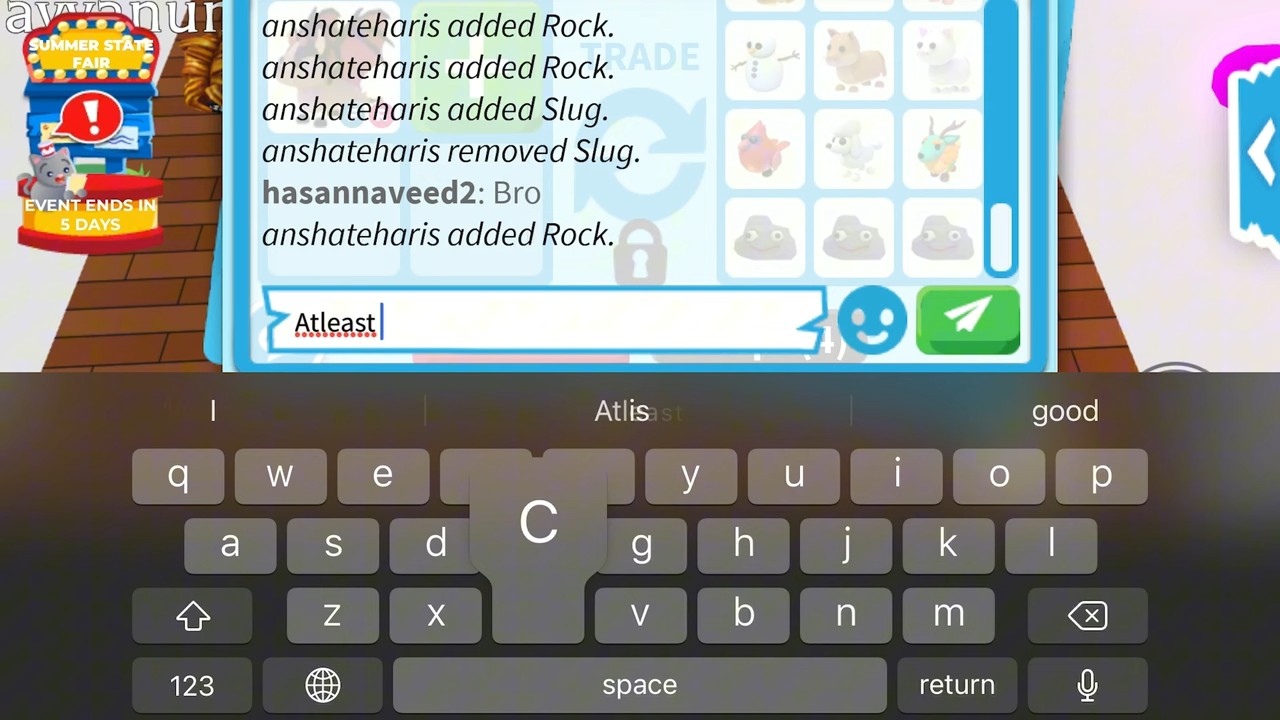 SUMMER STATE
FAIR
EVENT ENDS IN
5 DAYS
TRADE
anshateharis added Rock.
anshateharis added Rock.
anshateharis added Slug.
anshateharis removed Slug.
hasannaveed2: Bro
anshateharis added Rock.
Atleast
I Atlis good
q w e y u i o p
a s d C g h j k l
z x v b n m
123 space return